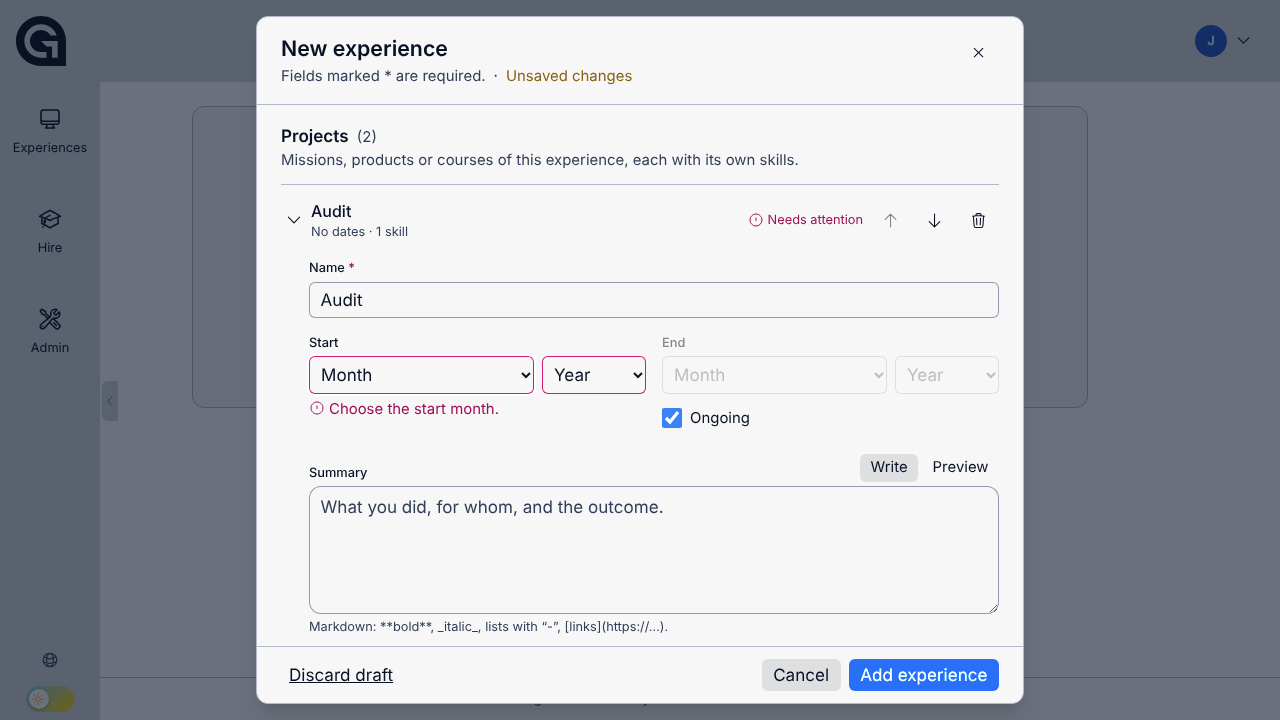 New experience
Fields marked * are required. · Unsaved changes
J
Experiences
Hire
Admin
Projects (2)
Missions, products or courses of this experience, each with its own skills.
Audit
No dates · 1 skill
Needs attention
Name *
Audit
Start
End
Month
Year
Month
Year
Choose the start month.
Ongoing
Summary
Write
Preview
What you did, for whom, and the outcome.
Markdown: **bold**, _italic_, lists with “-”, [links](https://…).
Discard draft
Cancel
Add experience